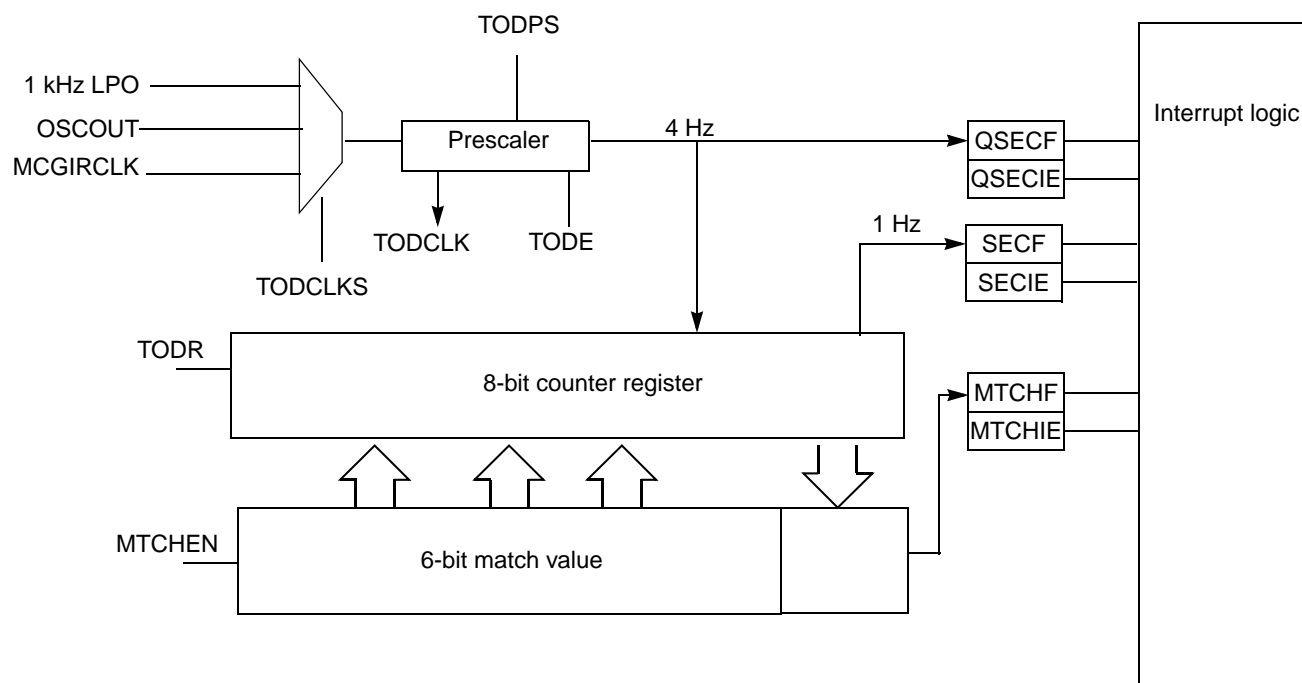 TODPS
1 kHz LPO
OSCOUT
MCGIRCLK
Prescaler
4 Hz
QSECF
QSECIE
Interrupt logic
TODCLK
TODE
TODCLKS
1 Hz
SECF
SECIE
TODR
8-bit counter register
MTCHF
MTCHIE
MTCHEN
6-bit match value